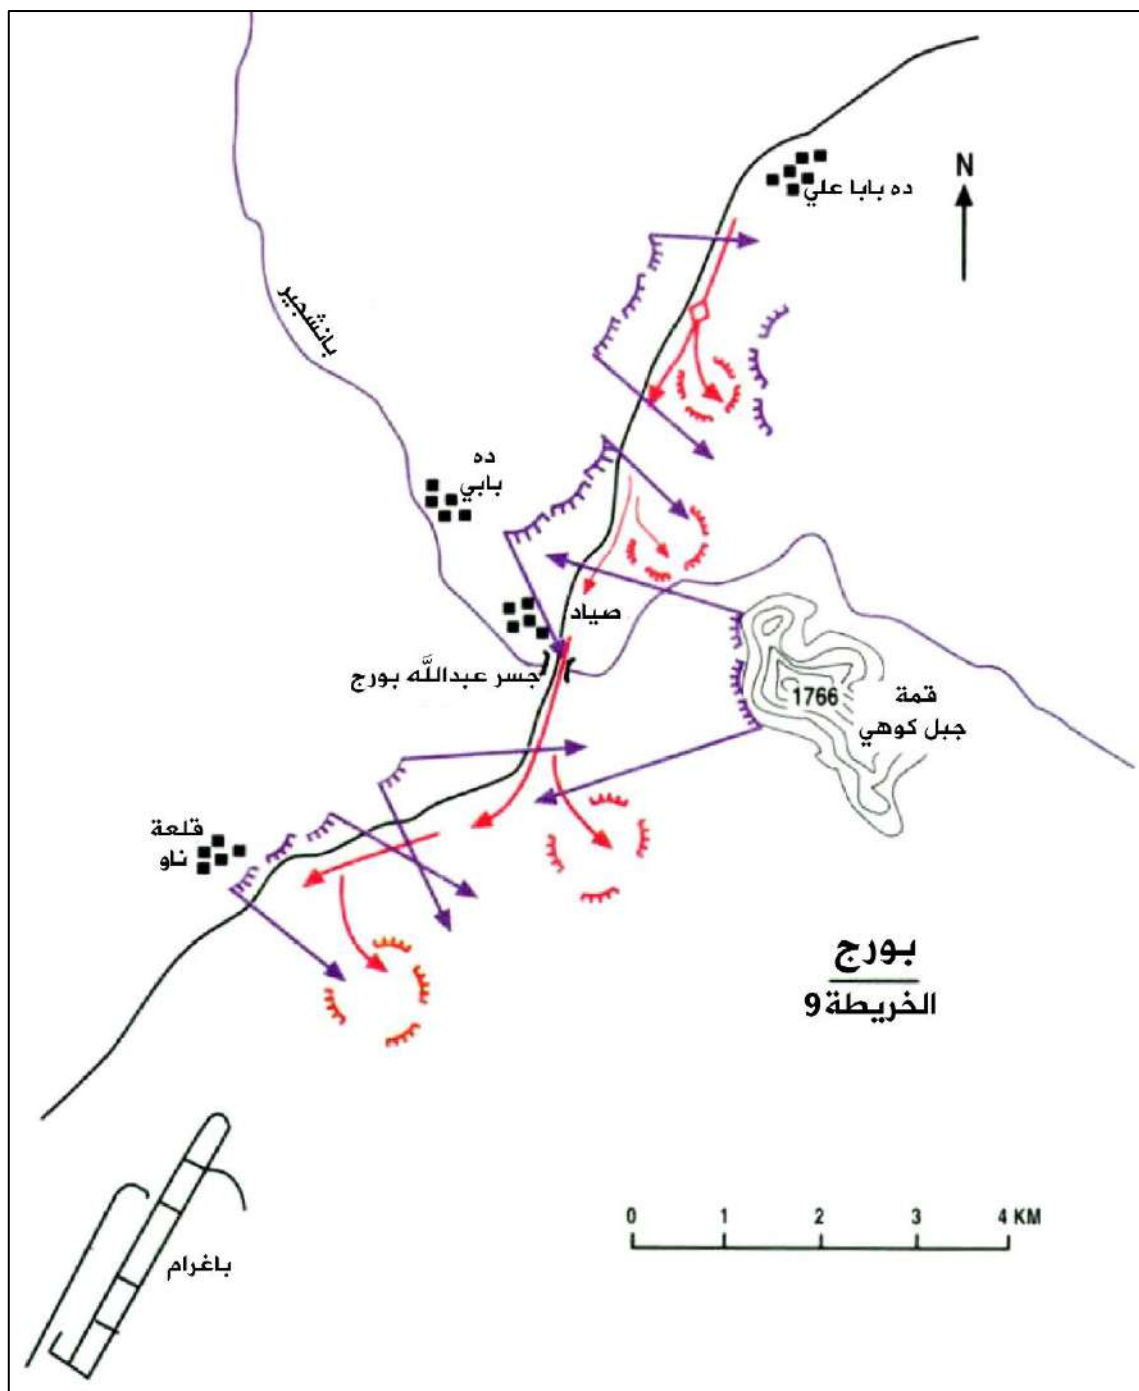 ده بابا علي
N
بانشجير
ده
بابي
صياد
جسر عبدالله بورج
1766
قمة
جبل كوهي
قلعة
ناو
بورج
الخريطة 9
0 1 2 3 4 KM
باغرام